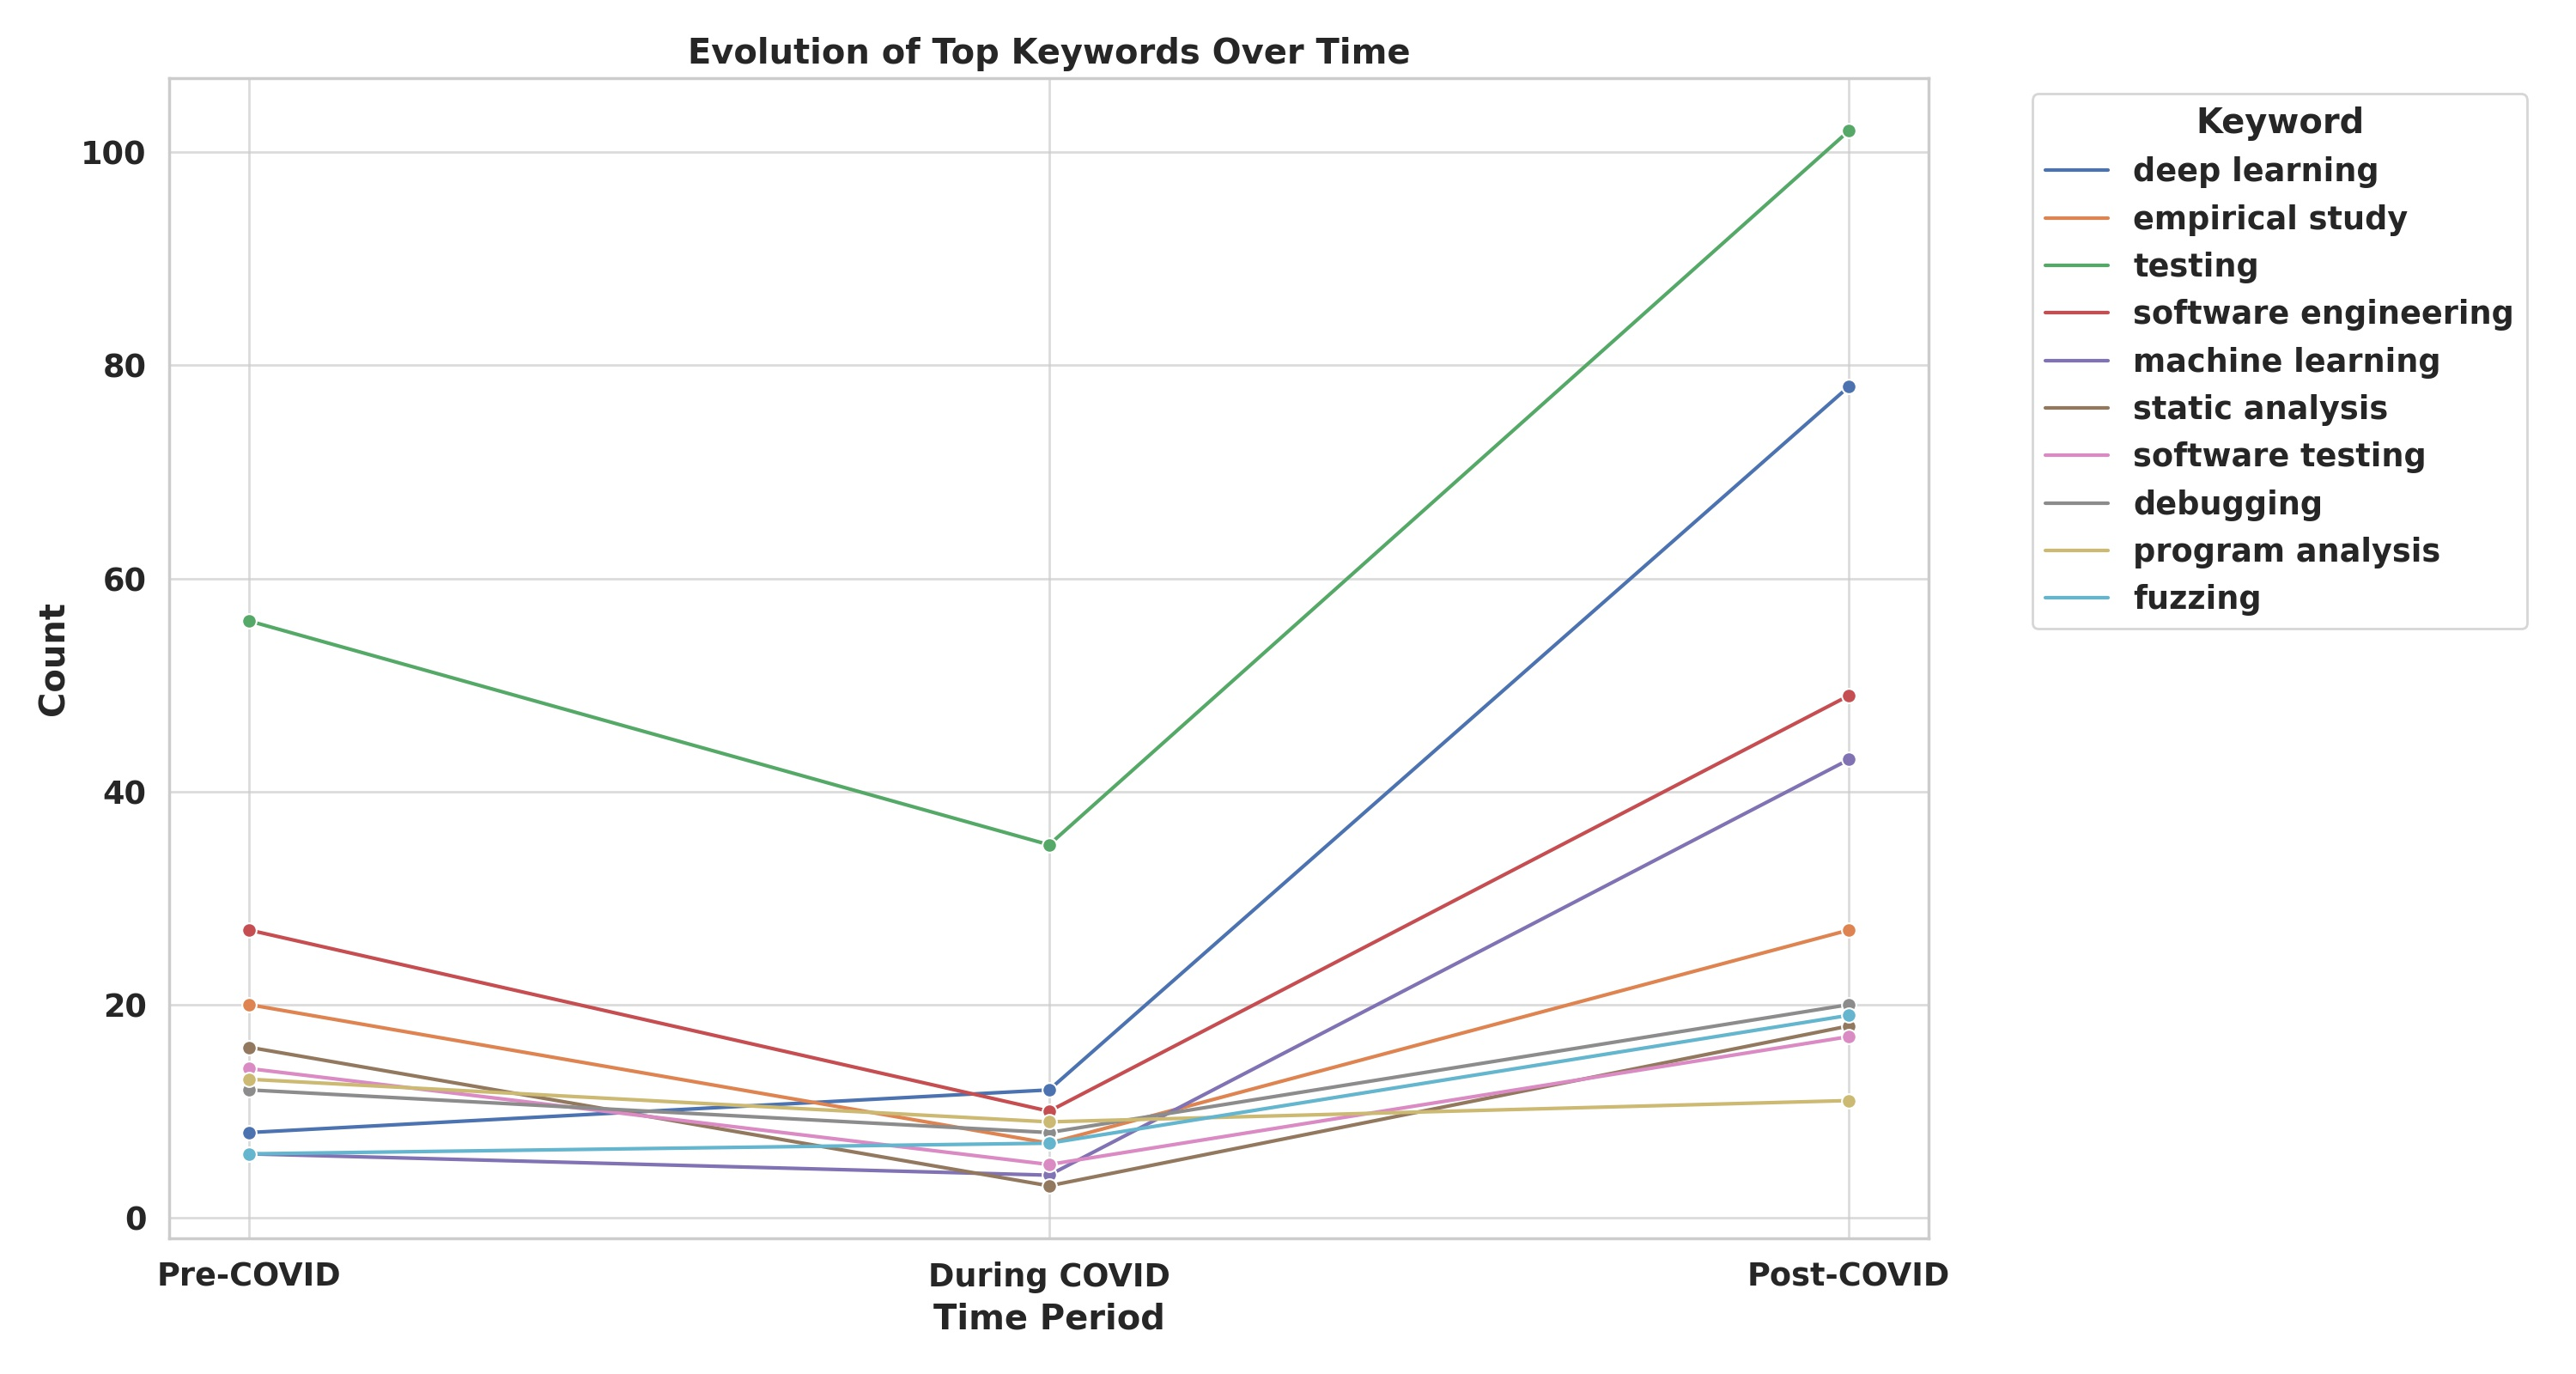 Evolution of Top Keywords Over Time
100
80
60
40
20
0
Count
Pre-COVID
During COVID
Post-COVID
Time Period
Keyword
deep learning
empirical study
testing
software engineering
machine learning
static analysis
software testing
debugging
program analysis
fuzzing